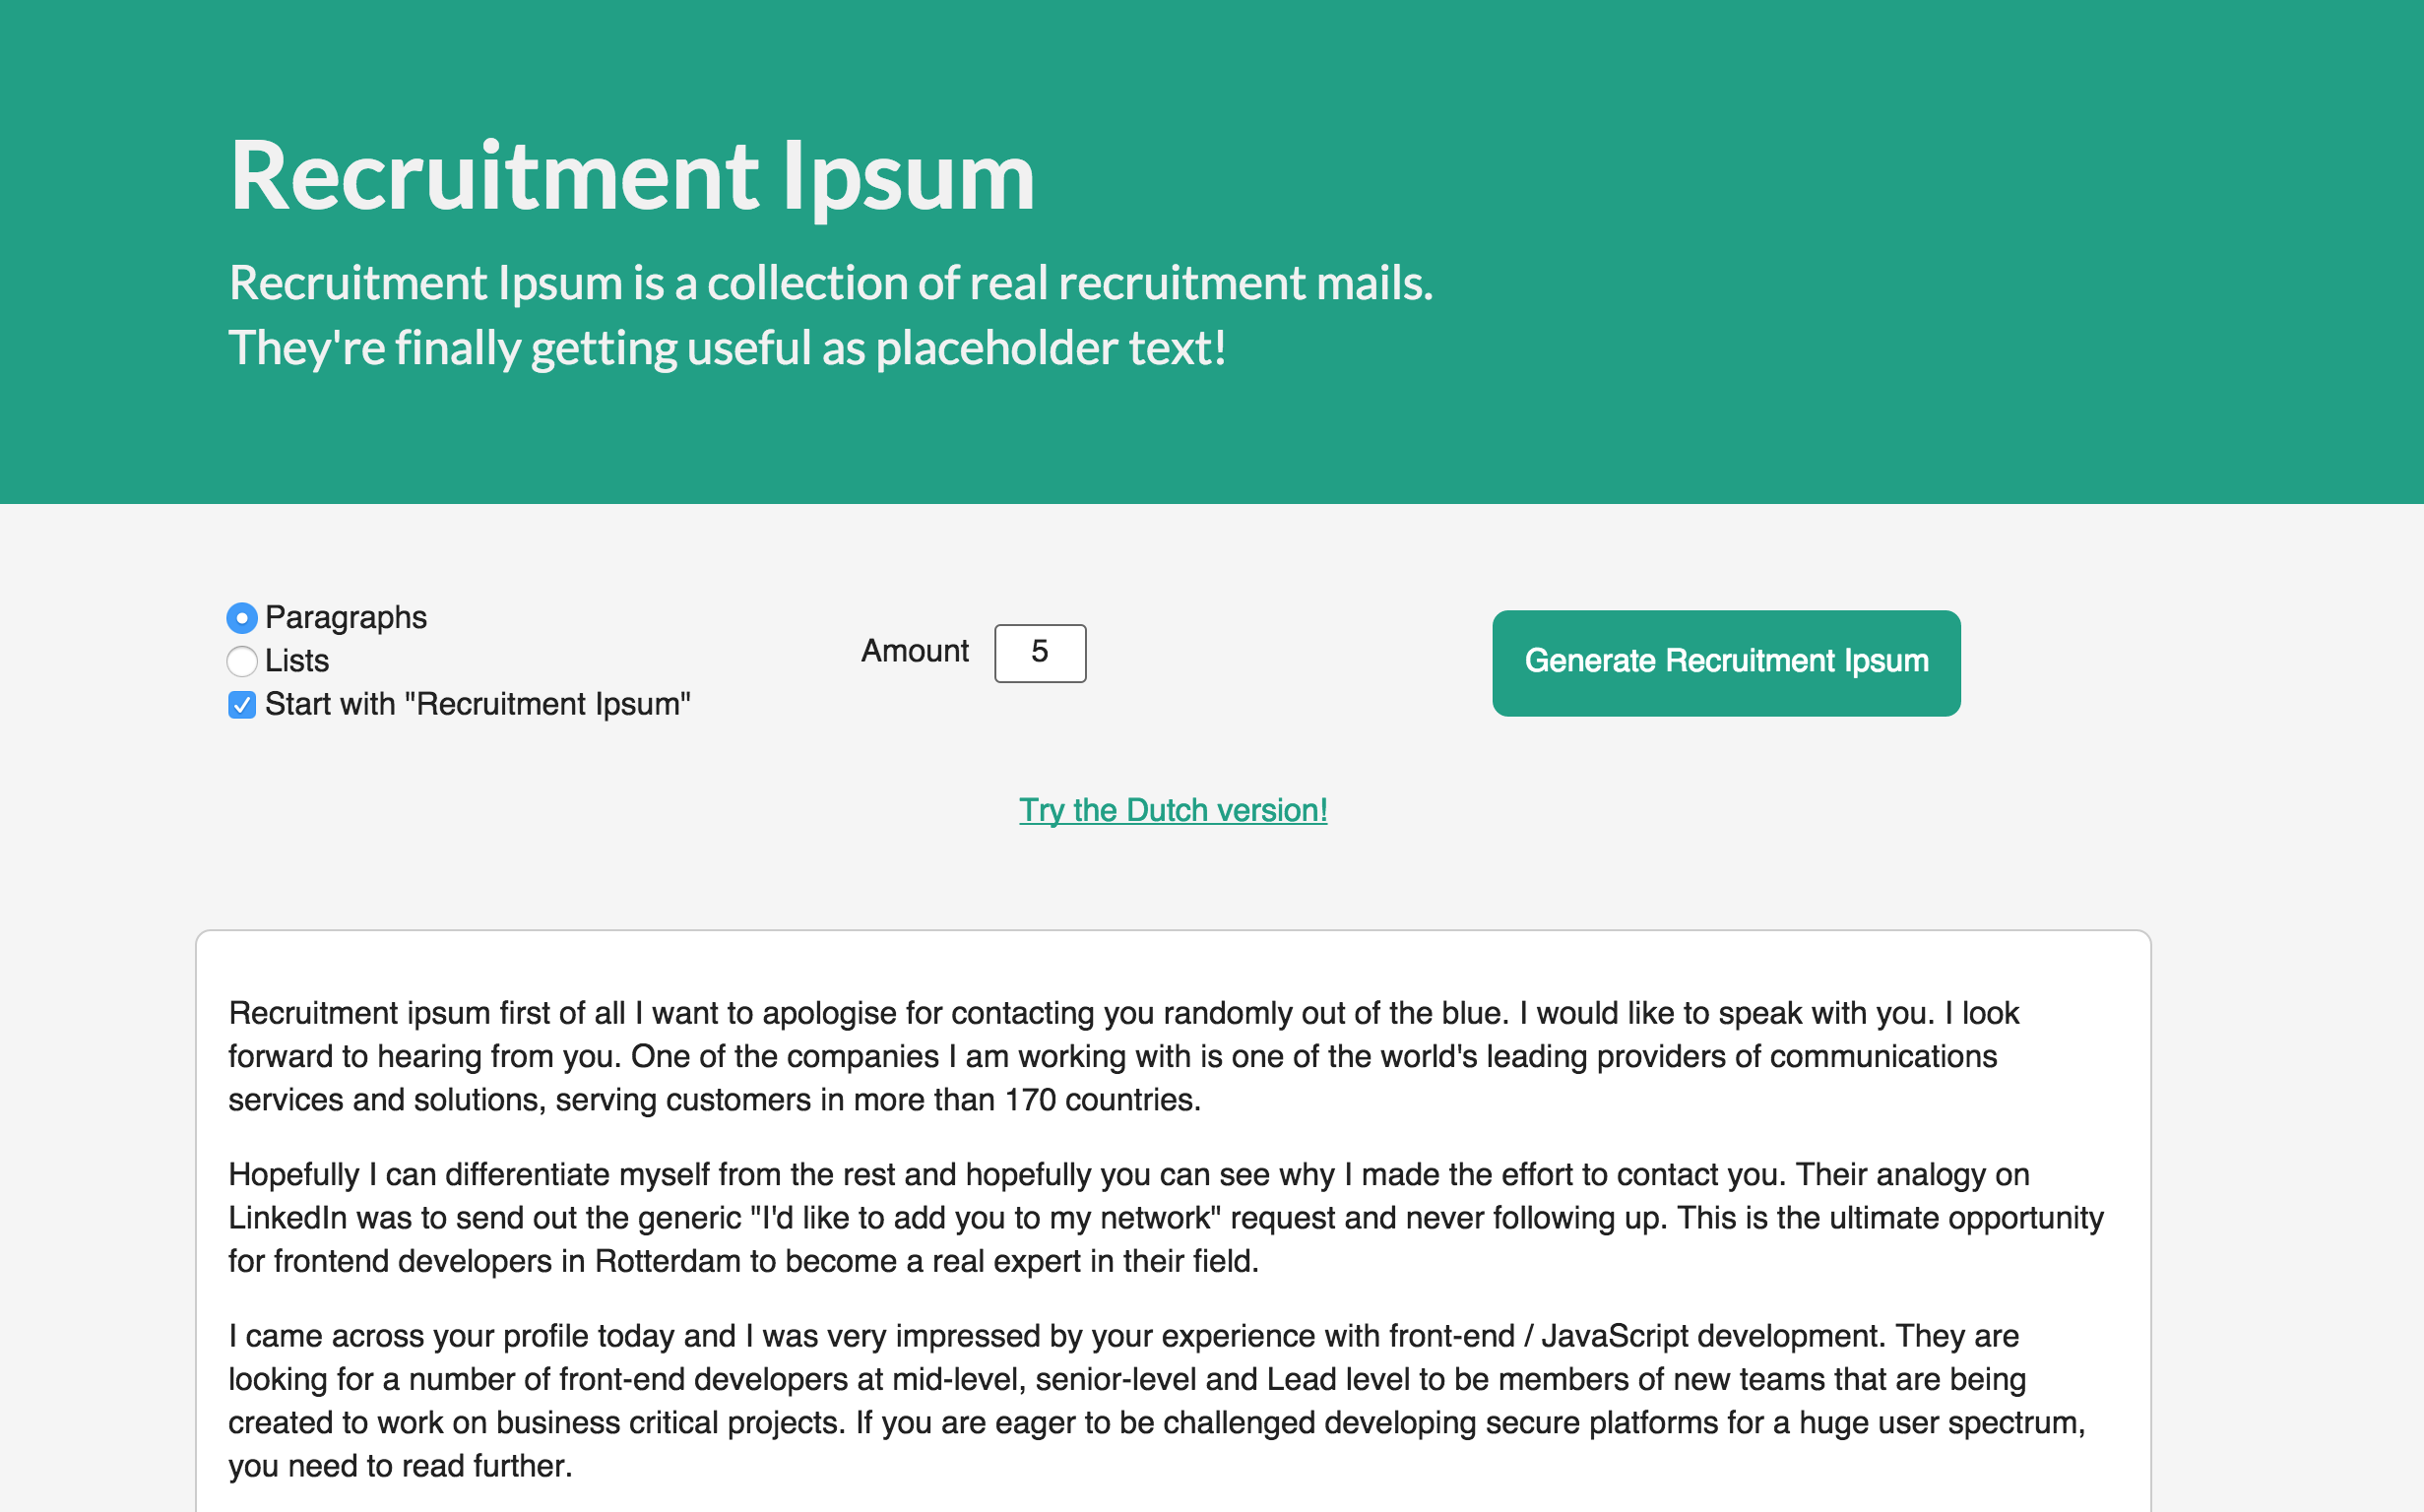 Recruitment Ipsum
Recruitment Ipsum is a collection of real recruitment mails.
They're finally getting useful as placeholder text!
Paragraphs
Lists
Start with "Recruitment Ipsum"
Amount 5
Generate Recruitment Ipsum
Try the Dutch version!
Recruitment ipsum first of all I want to apologise for contacting you randomly out of the blue. I would like to speak with you. I look
forward to hearing from you. One of the companies I am working with is one of the world's leading providers of communications
services and solutions, serving customers in more than 170 countries.
Hopefully I can differentiate myself from the rest and hopefully you can see why I made the effort to contact you. Their analogy on
LinkedIn was to send out the generic "I'd like to add you to my network" request and never following up. This is the ultimate opportunity
for frontend developers in Rotterdam to become a real expert in their field.
I came across your profile today and I was very impressed by your experience with front-end / JavaScript development. They are
looking for a number of front-end developers at mid-level, senior-level and Lead level to be members of new teams that are being
created to work on business critical projects. If you are eager to be challenged developing secure platforms for a huge user spectrum,
you need to read further.